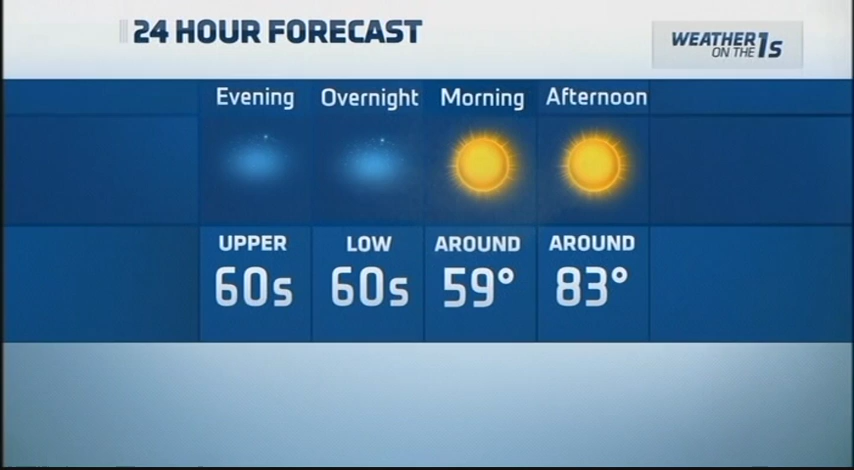 24 HOUR FORECAST
WEATHER
ON THE 1s
Evening Overnight Morning Afternoon
UPPER LOW AROUND AROUND
60s 60s 59° 83°